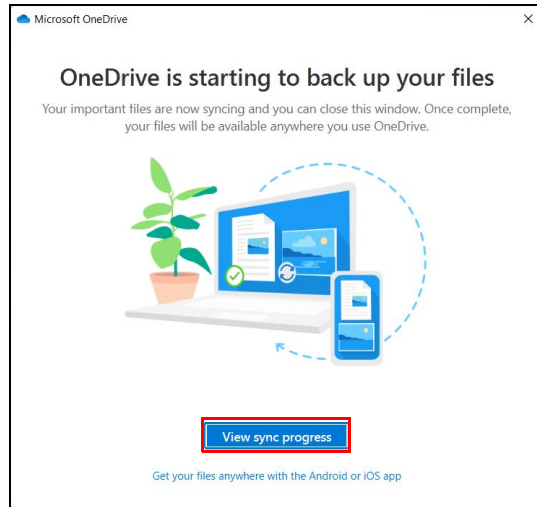 Microsoft OneDrive
OneDrive is starting to back up your files
Your important files are now syncing and you can close this window. Once complete,
your files will be available anywhere you use OneDrive.
View sync progress
Get your files anywhere with the Android or iOS app